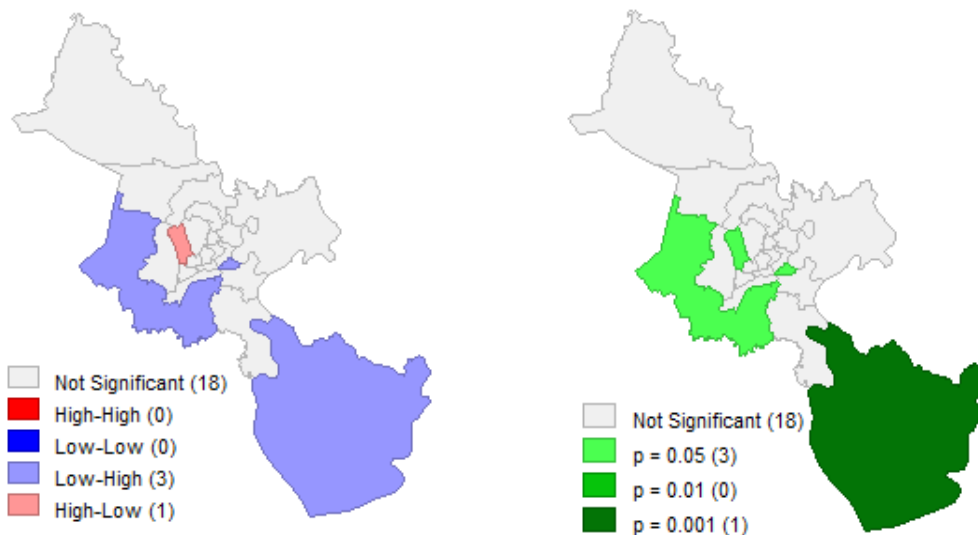 Not Significant (18)
High-High (0)
Low-Low (0)
Low-High (3)
High-Low (1)
Not Significant (18)
p = 0.05 (3)
p = 0.01 (0)
p = 0.001 (1)